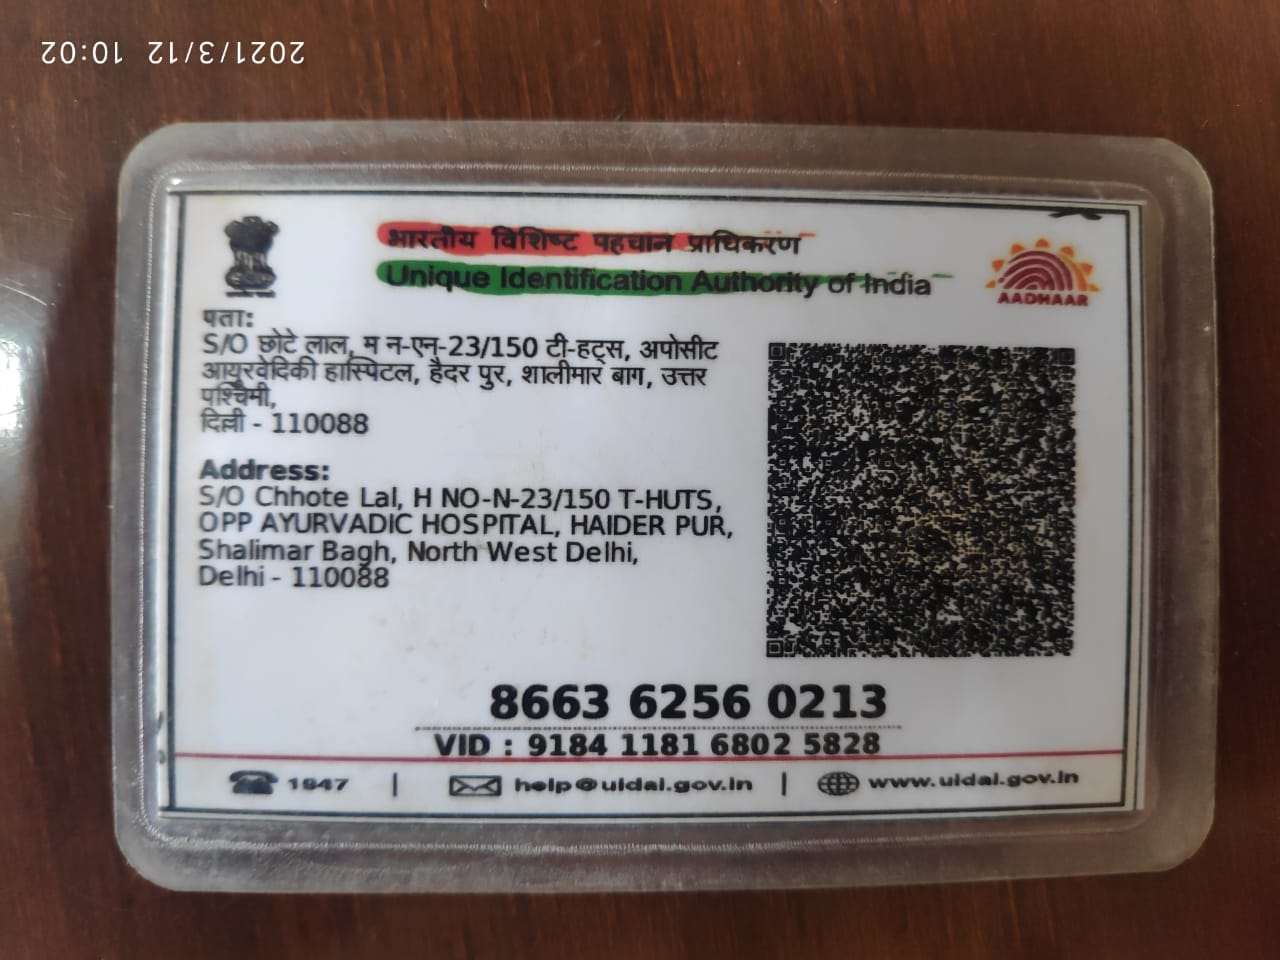 2021/3/12 10:02
भारतीय विशिष्ट पहचान प्राधिकरण
Unique Identification Authority of India
AADHAAR
पता:
S/O छोटे लाल, म न-एन-23/150 टी-हट्स, अपोसीट
आयुरवेदिकी हास्पिटल, हैदर पुर, शालीमार बाग, उत्तर
पश्चिमी,
दिल्ली - 110088
Address:
S/O Chhote Lal, H NO-N-23/150 T-HUTS,
OPP AYURVADIC HOSPITAL, HAIDER PUR,
Shalimar Bagh, North West Delhi,
Delhi - 110088
8663 6256 0213
VID : 9184 1181 6802 5828
1947 | help@uidai.gov.in | www.uidai.gov.in